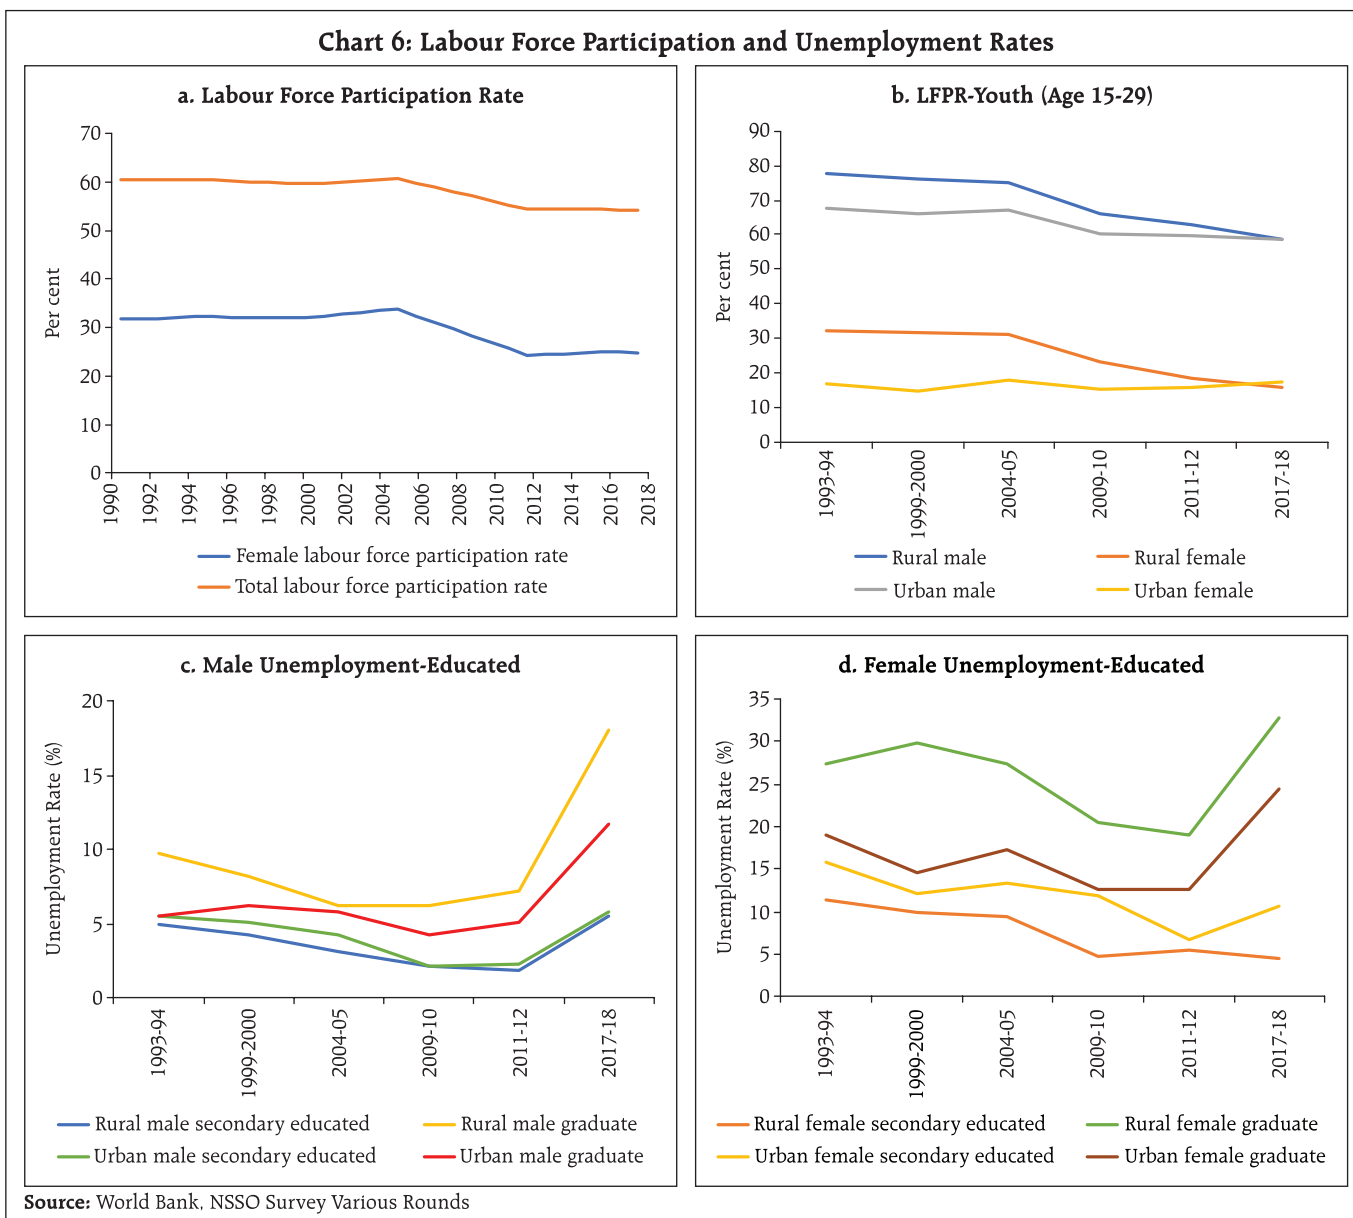 Chart 6: Labour Force Participation and Unemployment Rates
a. Labour Force Participation Rate
70
60
50
40
30
20
10
0
Per cent
1990
1992
1994
1996
1998
2000
2002
2004
2006
2008
2010
2012
2014
2016
2018
Female labour force participation rate
Total labour force participation rate
b. LFPR-Youth (Age 15-29)
90
80
70
60
50
40
30
20
10
0
Per cent
1993-94
1999-2000
2004-05
2009-10
2011-12
2017-18
Rural male
Rural female
Urban male
Urban female
c. Male Unemployment-Educated
20
15
10
5
0
Unemployment Rate (%)
1993-94
1999-2000
2004-05
2009-10
2011-12
2017-18
Rural male secondary educated
Rural male graduate
Urban male secondary educated
Urban male graduate
d. Female Unemployment-Educated
35
30
25
20
15
10
5
0
Unemployment Rate (%)
1993-94
1999-2000
2004-05
2009-10
2011-12
2017-18
Rural female secondary educated
Rural female graduate
Urban female secondary educated
Urban female graduate
Source: World Bank, NSSO Survey Various Rounds